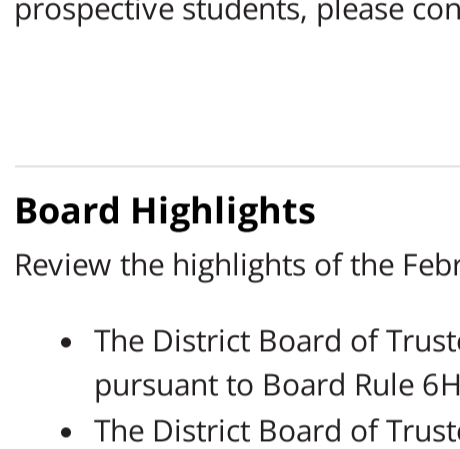 prospective students, please con
Board Highlights
Review the highlights of the Febr
• The District Board of Trust
pursuant to Board Rule 6H
• The District Board of Trust